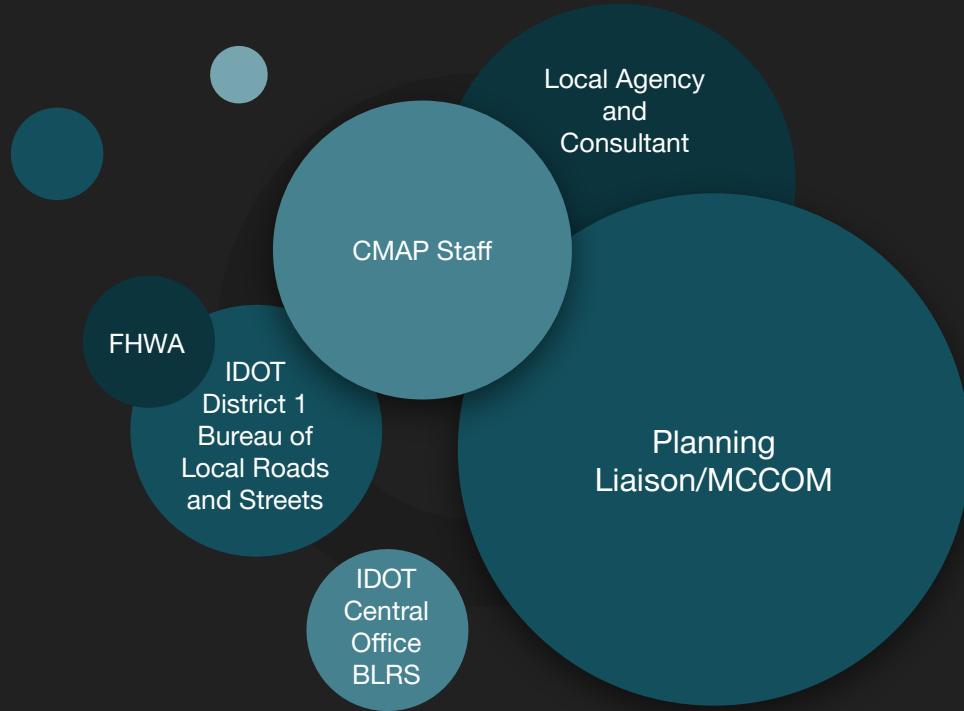 Local Agency
and
Consultant
CMAP Staff
FHWA
IDOT
District 1
Bureau of
Local Roads
and Streets
Planning
Liaison/MCCOM
IDOT
Central
Office
BLRS